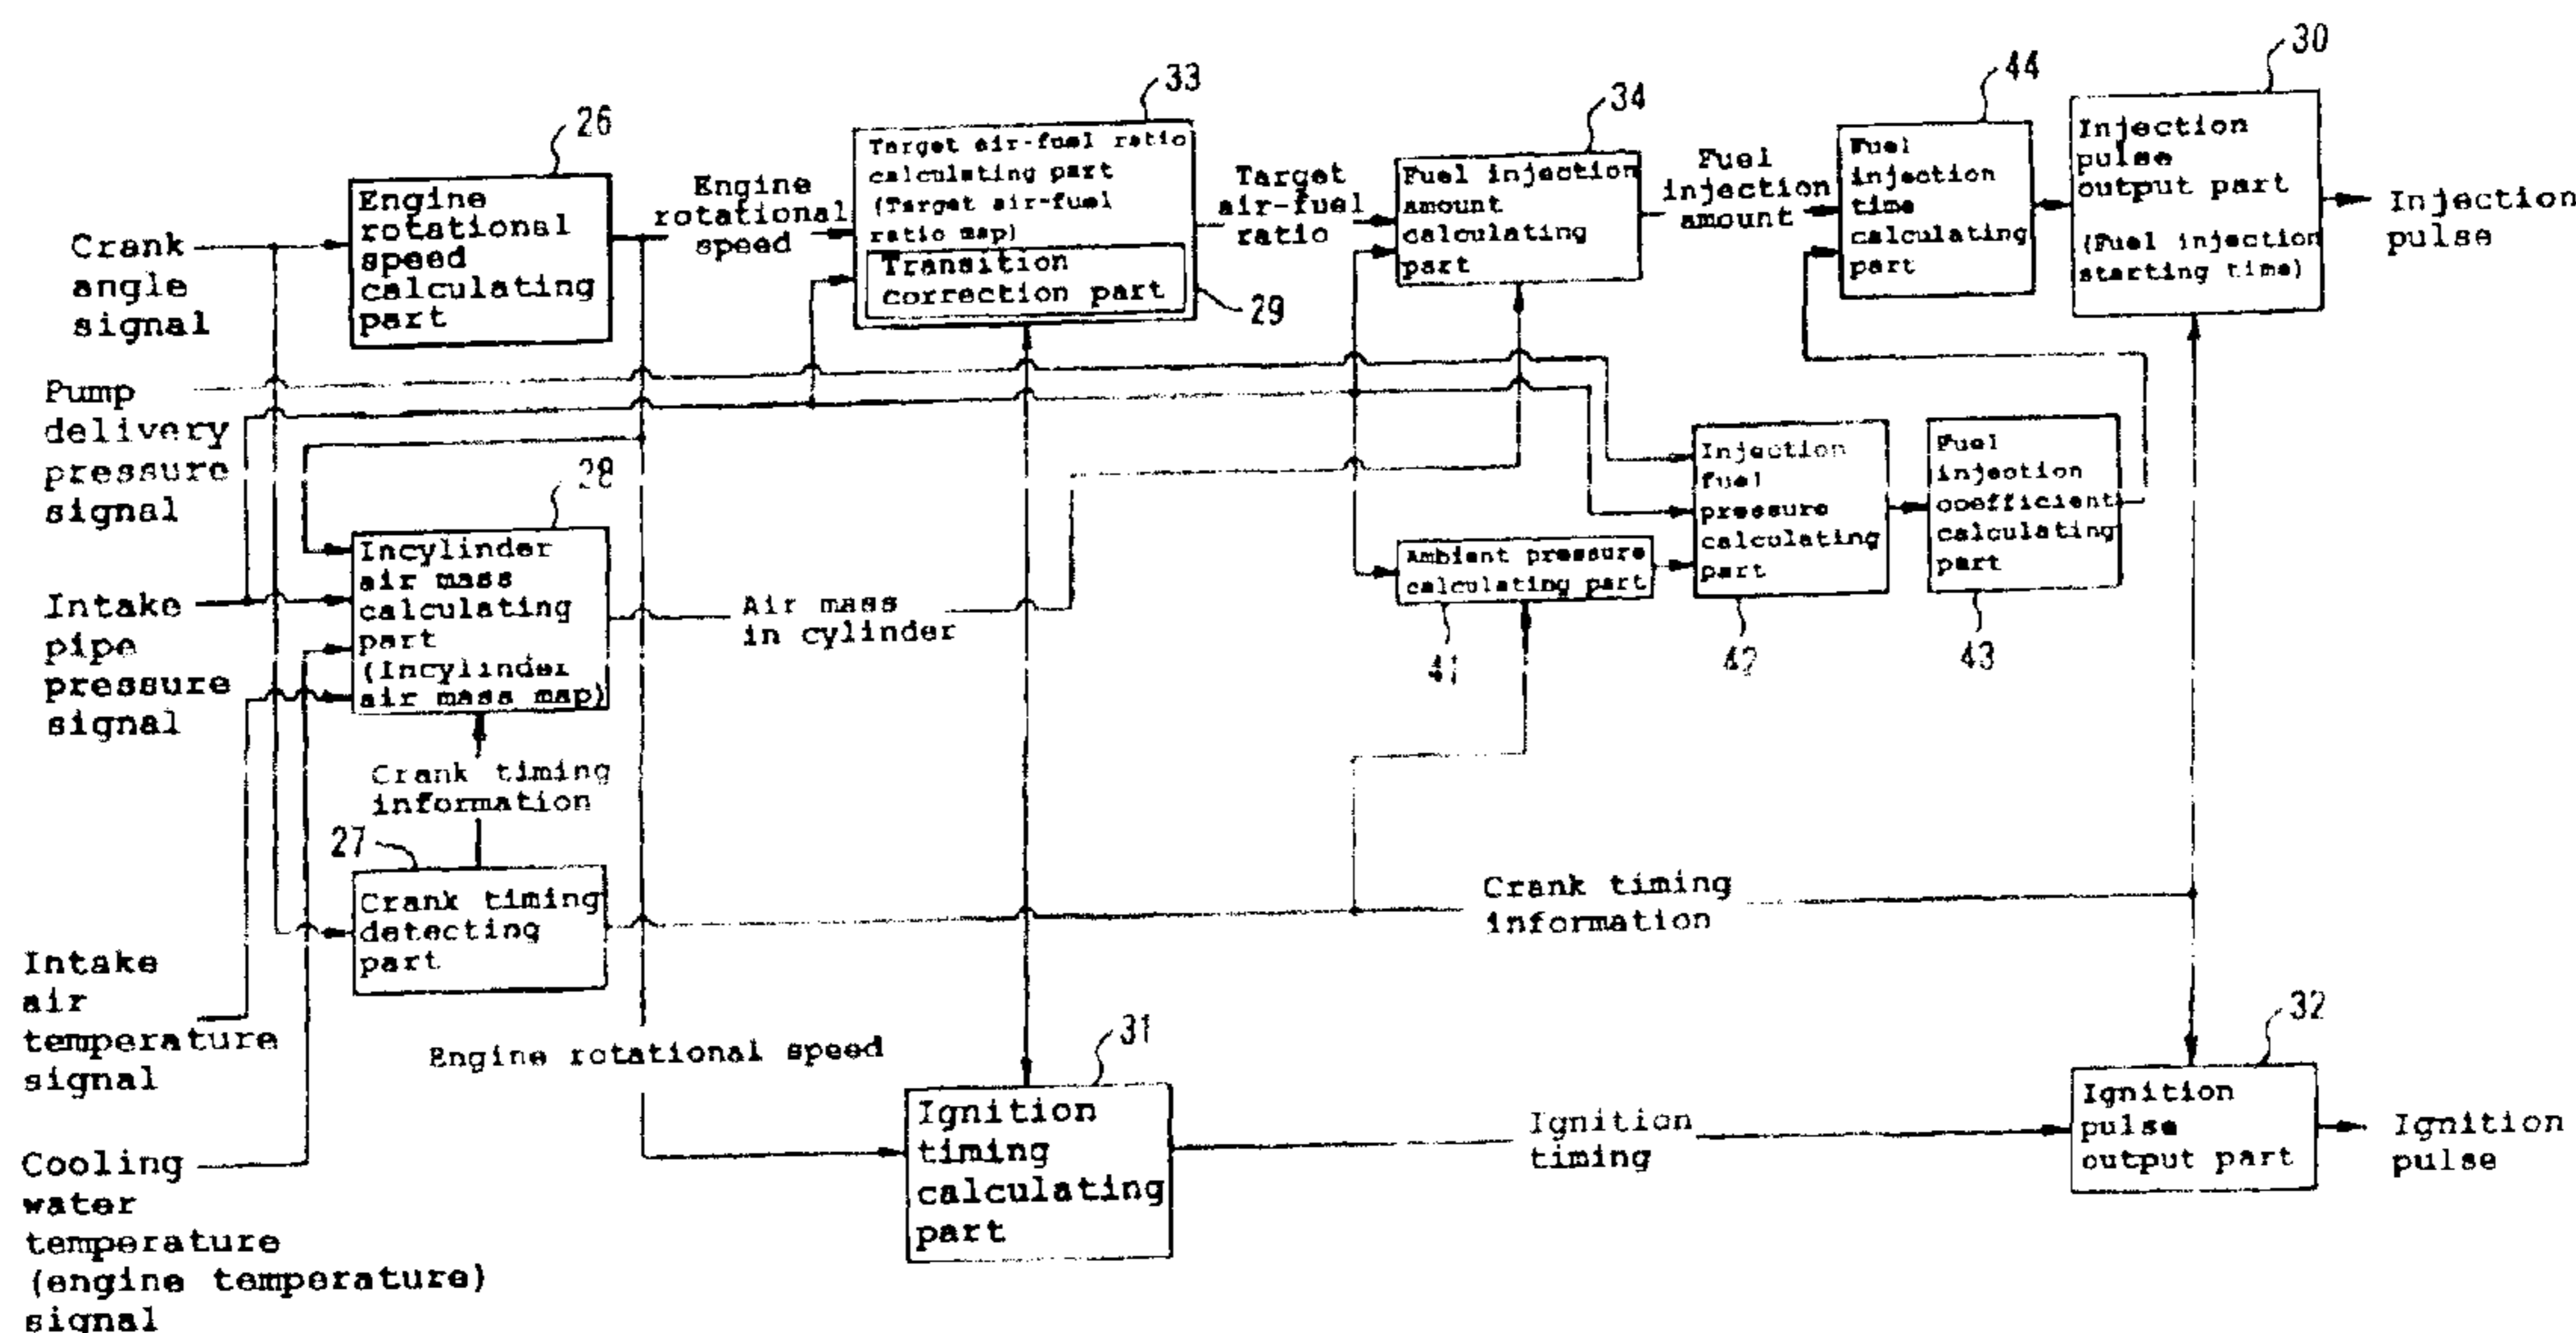 Crank
angle
signal
Pump
delivery
pressure
signal
Intake
pipe
pressure
signal
Intake
air
temperature
signal
Cooling
water
temperature
(engine temperature)
signal
26
Engine
rotational
speed
calculating
part
Engine
rotational
speed
28
Incylinder
air mass
calculating
part
(Incylinder
air mass map)
Crank timing
information
27
Crank timing
detecting
part
Engine rotational speed
Air mass
in cylinder
33
Target air-fuel ratio
calculating part
(Target air-fuel
ratio map)
Transition
correction part
29
Target
air-fuel
ratio
34
Fuel injection
amount
calculating
part
Fuel
injection
amount
44
Fuel
injection
time
calculating
part
30
Injection
pulse
output part
(Fuel injection
starting time)
Injection
pulse
Ambient pressure
calculating part
41
Injection
fuel
pressure
calculating
part
42
Fuel
injection
coefficient
calculating
part
43
Crank timing
information
31
Ignition
timing
calculating
part
Ignition
timing
32
Ignition
pulse
output part
Ignition
pulse